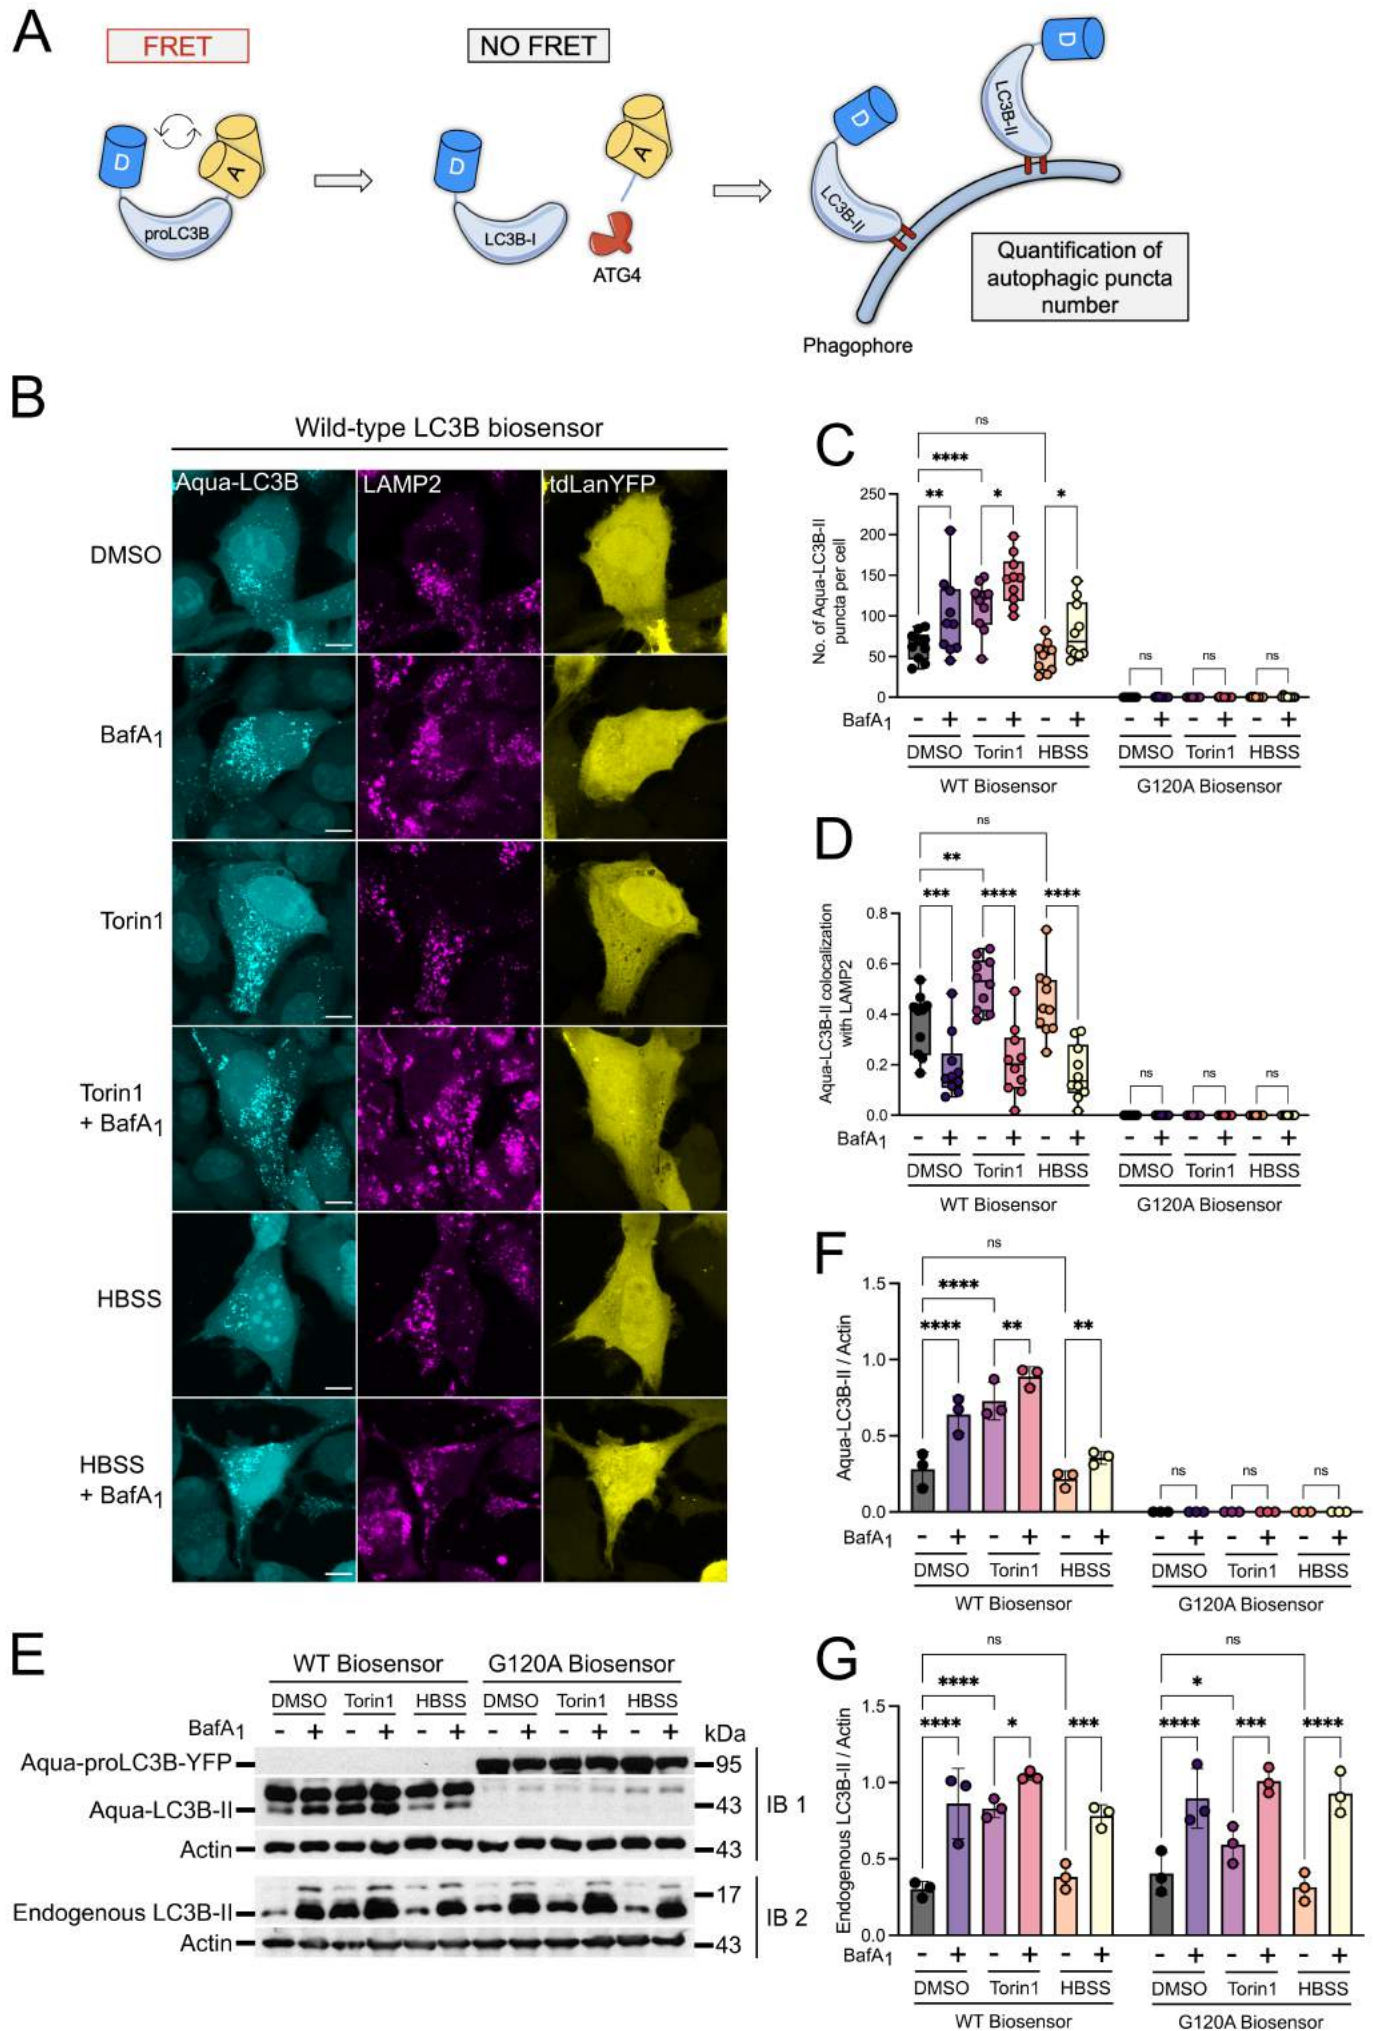 A
FRET
NO FRET
D
A
proLC3B
D
A
LC3B-I
ATG4
D
D
LC3B-II
LC3B-II
Quantification of
autophagic puncta
number
Phagophore
B
Wild-type LC3B biosensor
Aqua-LC3B LAMP2 tdLanYFP
DMSO
BafA1
Torin1
Torin1
+ BafA1
HBSS
HBSS
+ BafA1
C
ns
****
** * *
No. of Aqua-LC3B-II
puncta per cell
250
200
150
100
50
0
ns ns ns
BafA1 - + - + - +
DMSO Torin1 HBSS DMSO Torin1 HBSS
WT Biosensor G120A Biosensor
D
ns
**
*** **** ****
Aqua-LC3B-II colocalization
with LAMP2
0.8
0.6
0.4
0.2
0.0
ns ns ns
BafA1 - + - + - + - + - + - +
DMSO Torin1 HBSS DMSO Torin1 HBSS
WT Biosensor G120A Biosensor
F
ns
****
**** ** **
Aqua-LC3B-II / Actin
1.5
1.0
0.5
0.0
ns ns ns
BafA1 - + - + - + - + - + - +
DMSO Torin1 HBSS DMSO Torin1 HBSS
WT Biosensor G120A Biosensor
E
WT Biosensor G120A Biosensor
DMSO Torin1 HBSS DMSO Torin1 HBSS
BafA1 - + - + - + - + - + - + kDa
Aqua-proLC3B-YFP 95
Aqua-LC3B-II 43
IB 1
Actin 43
17
Endogenous LC3B-II
IB 2
Actin 43
G
ns ns
**** *
**** * *** **** *** ****
Endogenous LC3B-II / Actin
1.5
1.0
0.5
0.0
BafA1 - + - + - + - + - + - +
DMSO Torin1 HBSS DMSO Torin1 HBSS
WT Biosensor G120A Biosensor